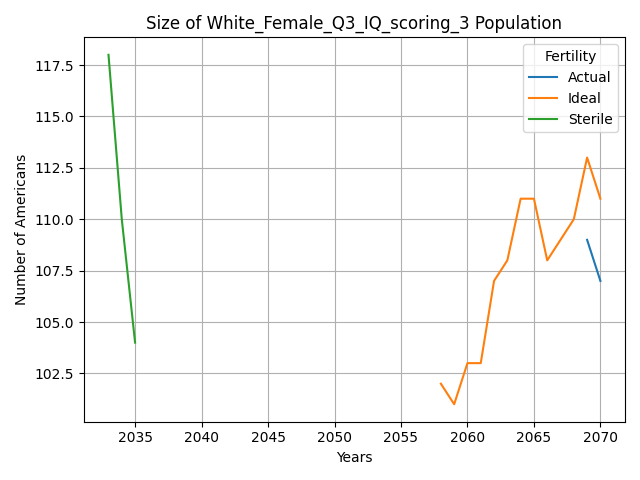 Size of White_Female_Q3_IQ_scoring_3 Population
Fertility
Actual
Ideal
Sterile
Number of Americans
117.5
115.0
112.5
110.0
107.5
105.0
102.5
2035 2040 2045 2050 2055 2060 2065 2070
Years